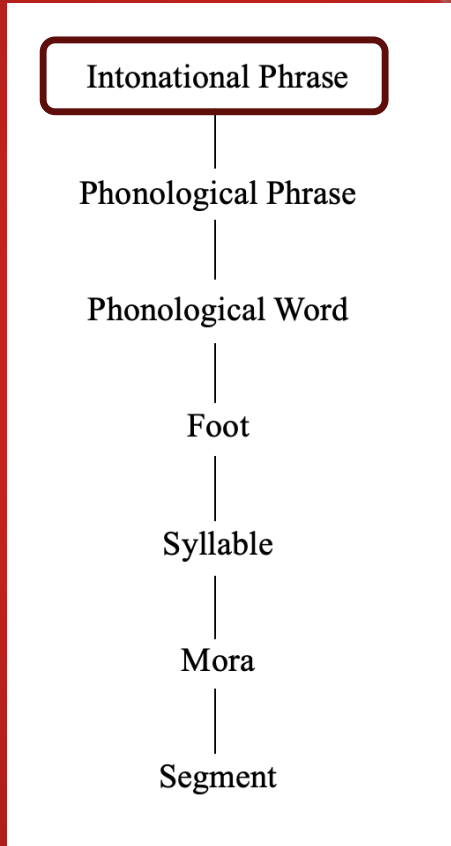 Intonational Phrase
Phonological Phrase
Phonological Word
Foot
Syllable
Mora
Segment